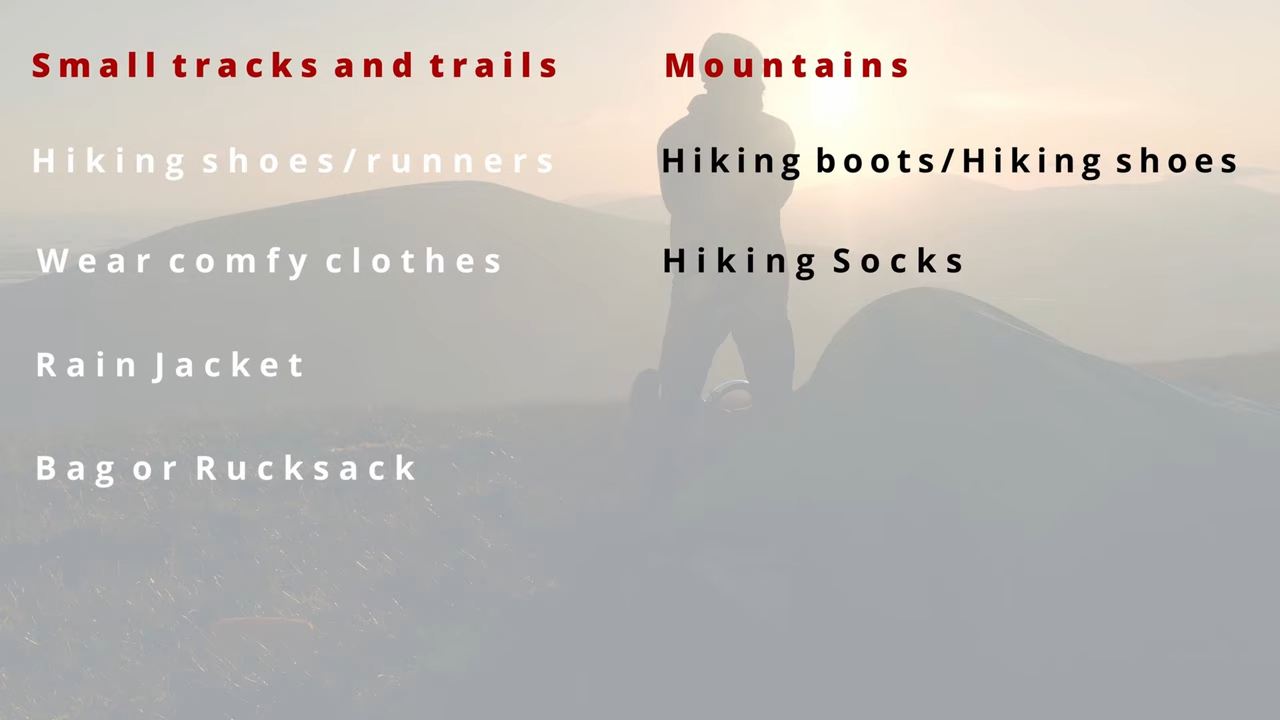 Small tracks and trails
Hiking shoes/runners
Wear comfy clothes
Rain Jacket
Bag or Rucksack
Mountains
Hiking boots/Hiking shoes
Hiking Socks